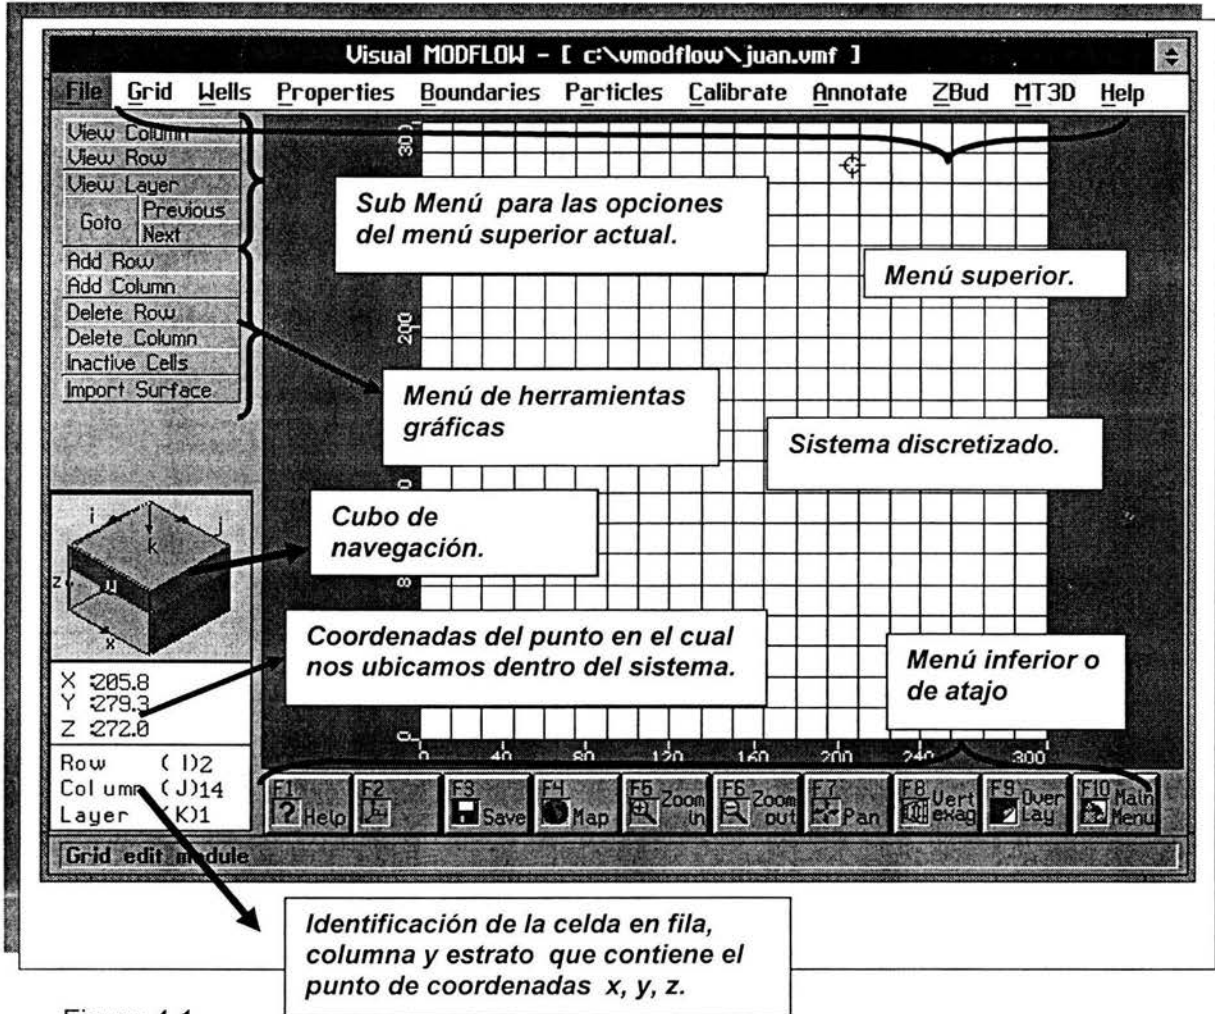 Visual MODFLOW - [ c:\vmodflow\juan.vmf ]
File Grid Wells Properties Boundaries Particles Calibrate Annotate ZBud MT3D Help
View Column
View Row
View Layer
Goto
Previous
Next
Add Row
Add Column
Delete Row
Delete Column
Inactive Cells
Import Surface
300
200
Sub Menú para las opciones
del menú superior actual.
Menú superior.
Menú de herramientas
gráficas
Sistema discretizado.
Cubo de
navegación.
i
j
k
z
x
Coordenadas del punto en el cual
nos ubicamos dentro del sistema.
Menú inferior o
de atajo
X :205.8
Y :279.3
Z :272.0
0
0 40 80 120 160 200 240 300
Row ( I)2
Column (J)14
Layer (K)1
F1 ? Help
F2
F3 Save
F4 Map
F5 Zoom in
F6 Zoom out
F7 Pan
F8 Vert exag
F9 Over Lay
F10 Main Menu
Grid edit module
Identificación de la celda en fila,
columna y estrato que contiene el
punto de coordenadas x, y, z.